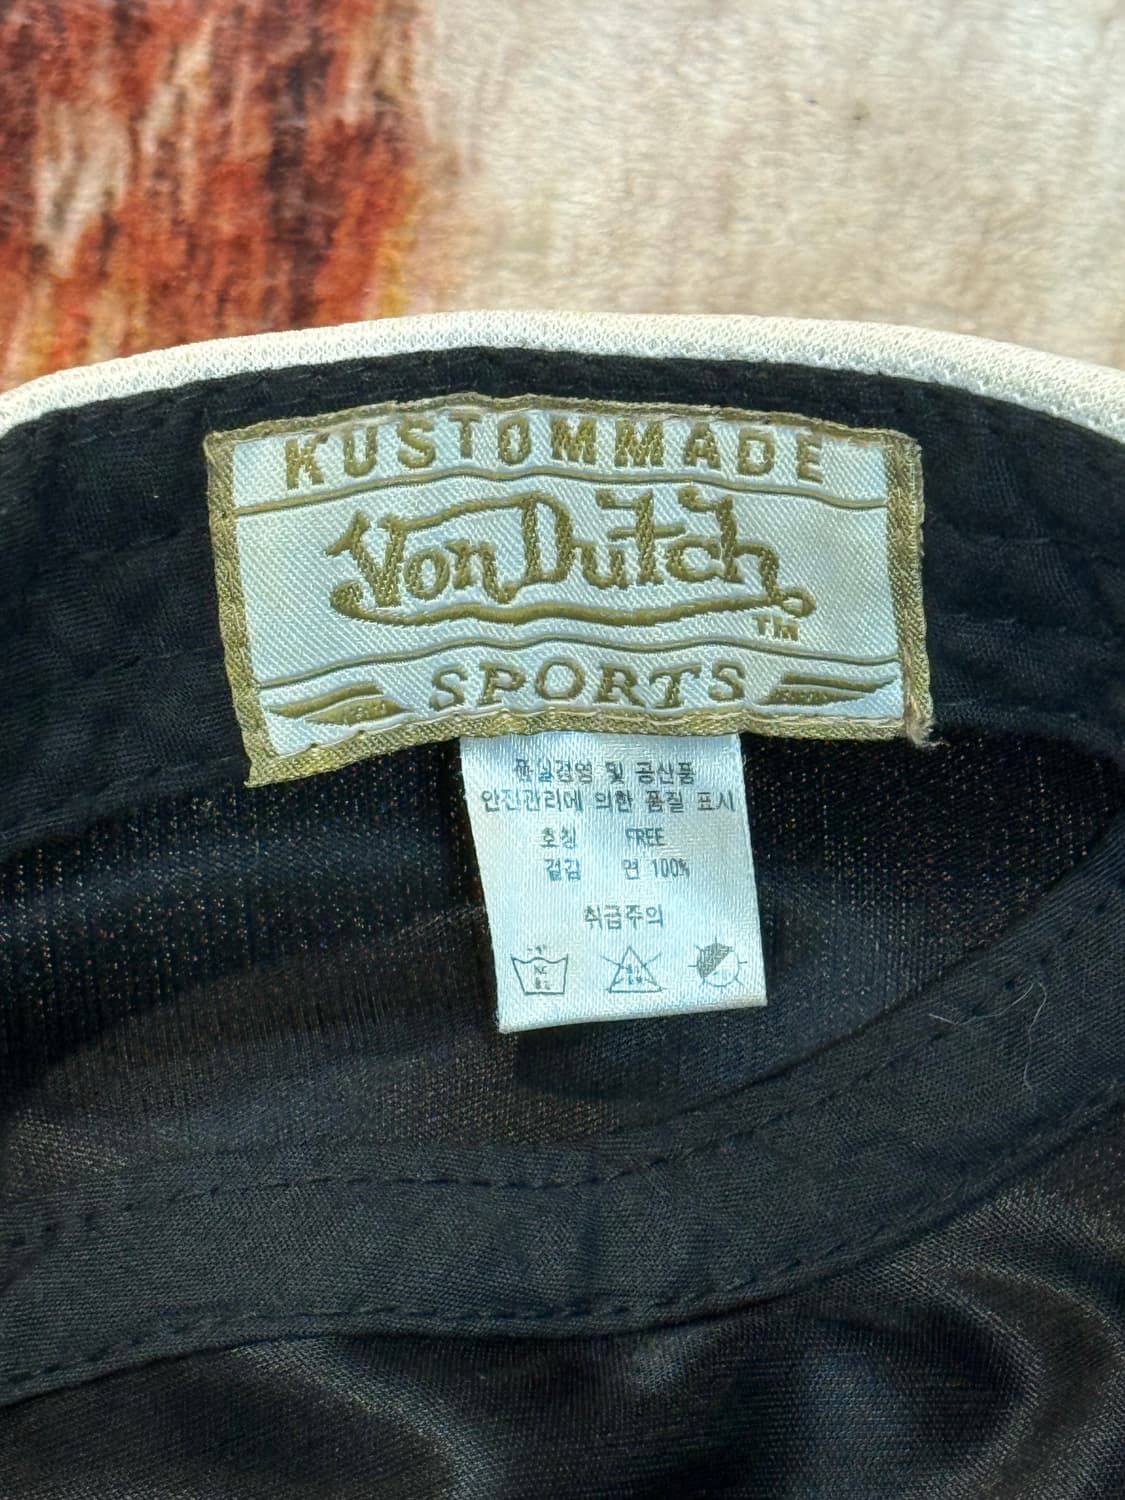 KUSTOMMADE
Von Dutch
TM
SPORTS
품질경영 및 공산품
안전관리에 의한 품질 표시
호칭 FREE
겉감 면 100%
취급주의